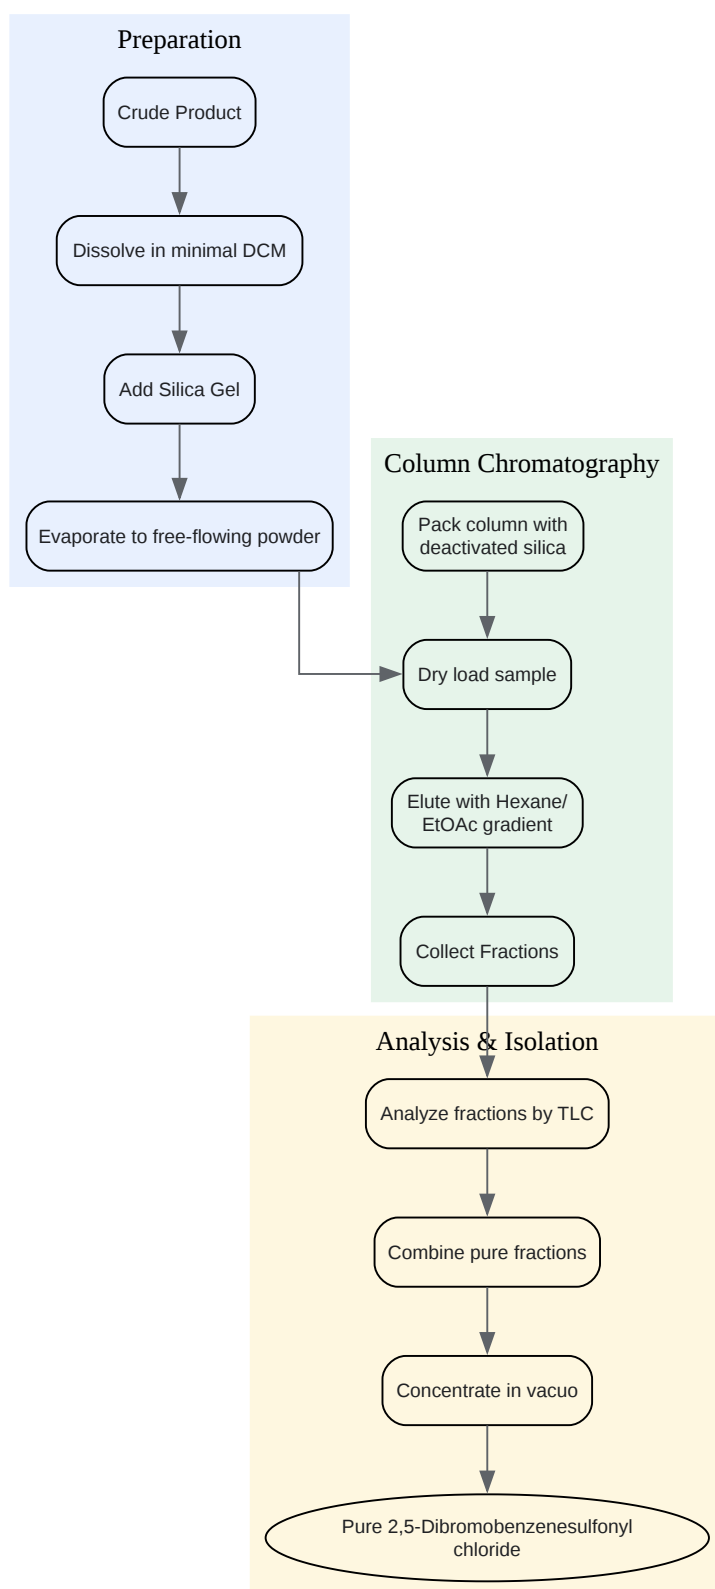 Preparation
Crude Product
Dissolve in minimal DCM
Add Silica Gel
Evaporate to free-flowing powder
Column Chromatography
Pack column with
deactivated silica
Dry load sample
Elute with Hexane/
EtOAc gradient
Collect Fractions
Analysis & Isolation
Analyze fractions by TLC
Combine pure fractions
Concentrate in vacuo
Pure 2,5-Dibromobenzenesulfonyl
chloride